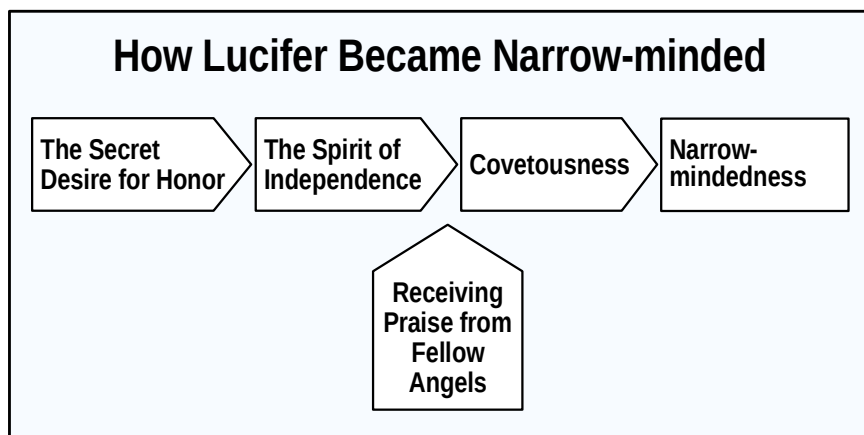 How Lucifer Became Narrow-minded
The Secret
Desire for Honor
The Spirit of
Independence
Covetousness
Narrow-
mindedness
Receiving
Praise from
Fellow
Angels